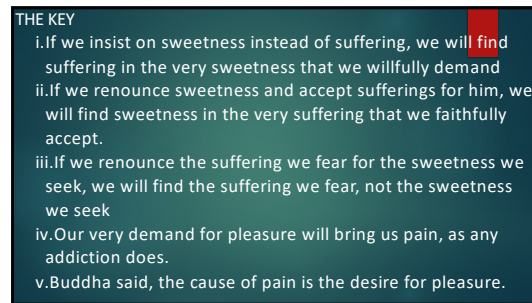 THE KEY
i.If we insist on sweetness instead of suffering, we will find
suffering in the very sweetness that we willfully demand
ii.If we renounce sweetness and accept sufferings for him, we
will find sweetness in the very suffering that we faithfully
accept.
iii.If we renounce the suffering we fear for the sweetness we
seek, we will find the suffering we fear, not the sweetness
we seek
iv.Our very demand for pleasure will bring us pain, as any
addiction does.
v.Buddha said, the cause of pain is the desire for pleasure.